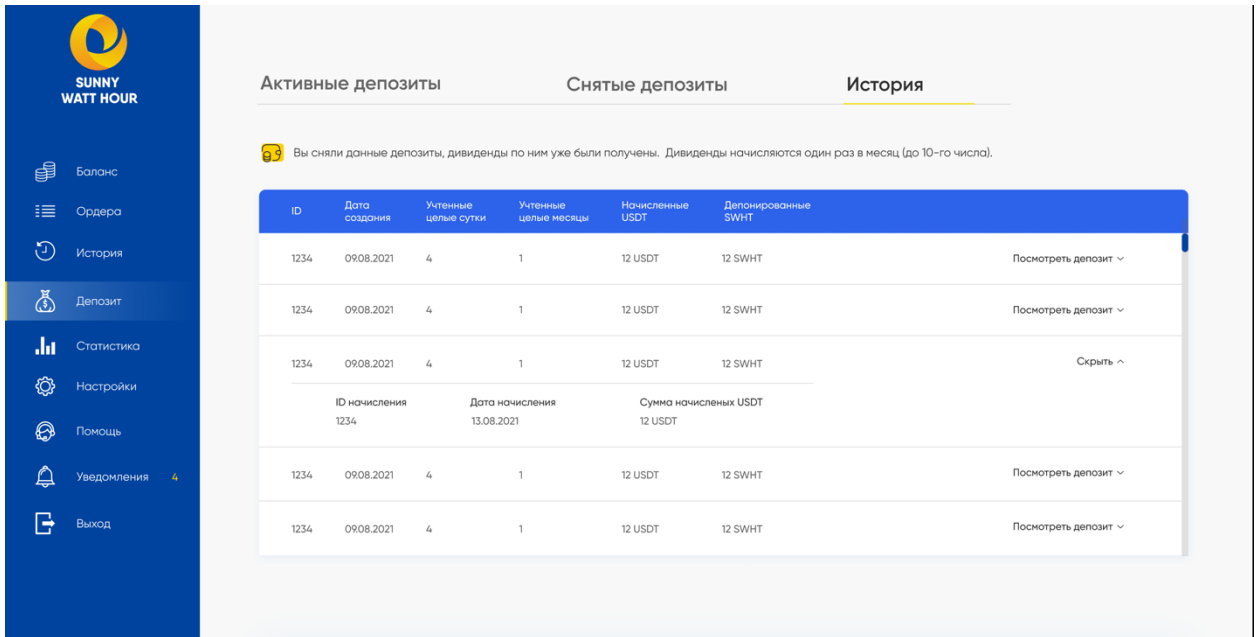 SUNNY
WATT HOUR
Баланс
Ордера
История
Депозит
Статистика
Настройки
Помощь
Уведомления 4
Выход
Активные депозиты Снятые депозиты История
Вы сняли данные депозиты, дивиденды по ним уже были получены. Дивиденды начисляются один раз в месяц (до 10-го числа).
ID Дата создания Учтенные целые сутки Учтенные целые месяцы Начисленные USDT Депонированные SWHT
1234 09.08.2021 4 1 12 USDT 12 SWHT Посмотреть депозит
1234 09.08.2021 4 1 12 USDT 12 SWHT Посмотреть депозит
1234 09.08.2021 4 1 12 USDT 12 SWHT Скрыть
ID начисления Дата начисления Сумма начисленых USDT
1234 13.08.2021 12 USDT
1234 09.08.2021 4 1 12 USDT 12 SWHT Посмотреть депозит
1234 09.08.2021 4 1 12 USDT 12 SWHT Посмотреть депозит